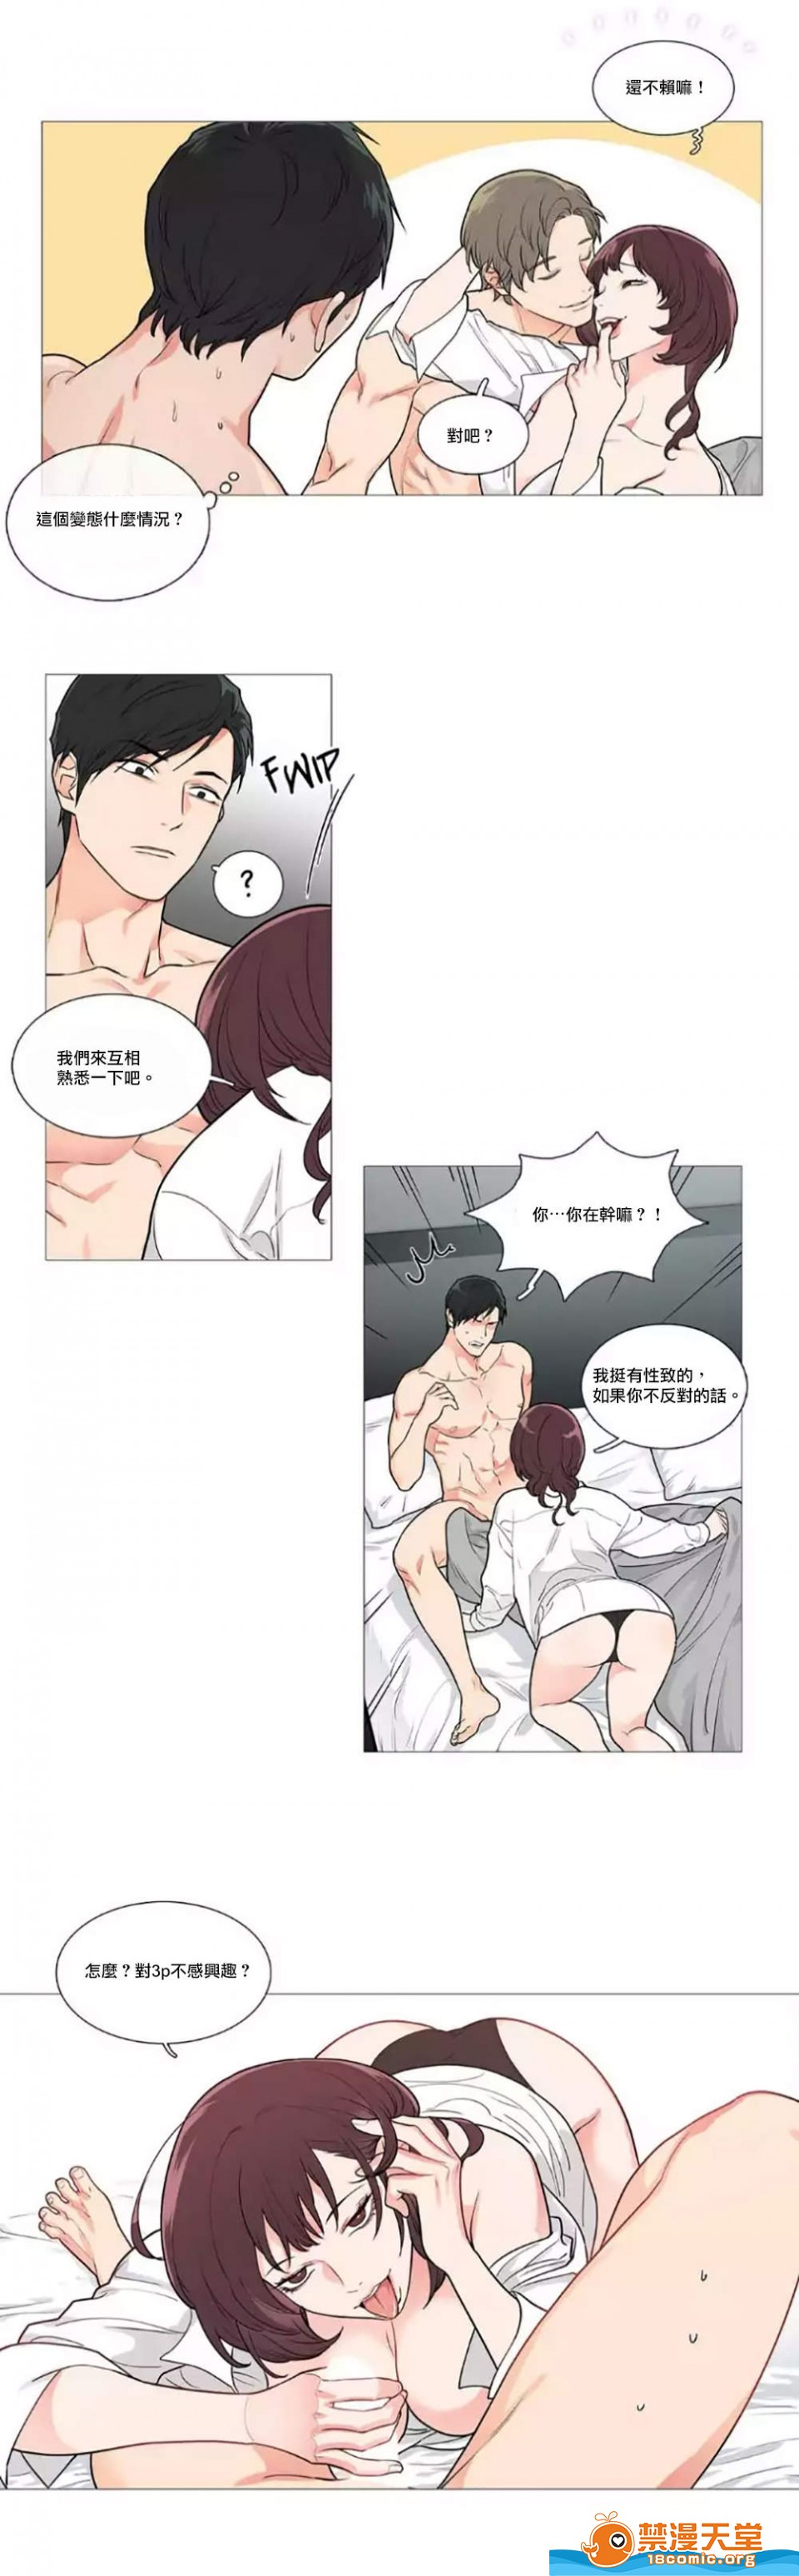 還不賴嘛！
對吧？
這個變態什麼情況？
FWIP
?
我們來互相
熟悉一下吧。
你…你在幹嘛？！
我挺有性致的，
如果你不反對的話。
怎麼？對3p不感興趣？
禁漫天堂
18comic.org